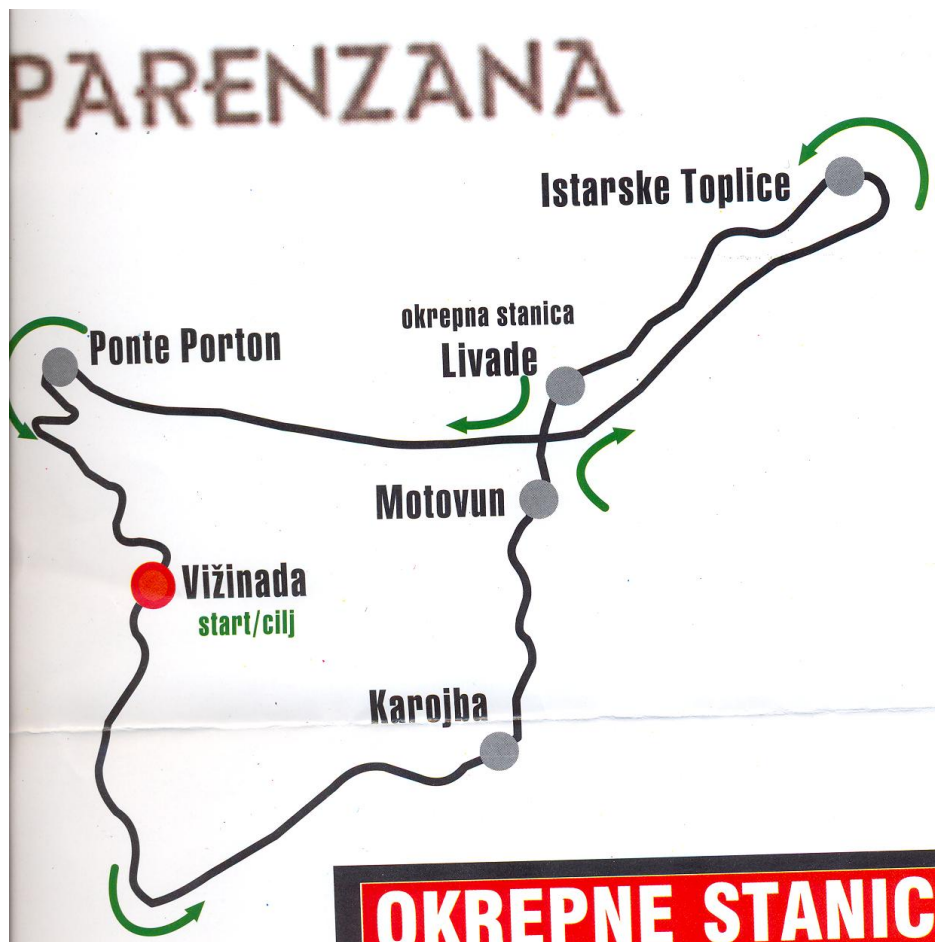 PARENZANA
Istarske Toplice
okrepna stanica
Livade
Ponte Porton
Motovun
Vižinada
start/cilj
Karojba
OKREPNE STANIC